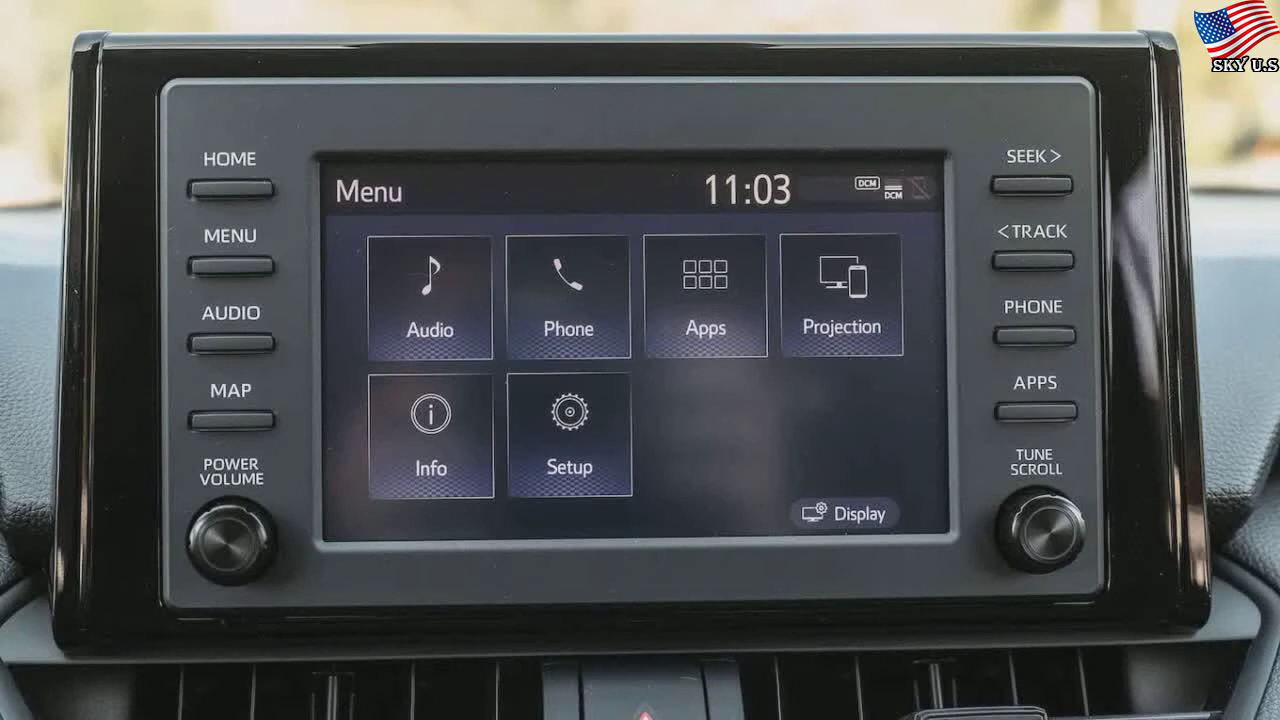 SKY U.S
HOME
MENU
AUDIO
MAP
POWER
VOLUME
Menu
11:03
DCM
DCM
Audio
Phone
Apps
Projection
Info
Setup
Display
SEEK >
< TRACK
PHONE
APPS
TUNE
SCROLL